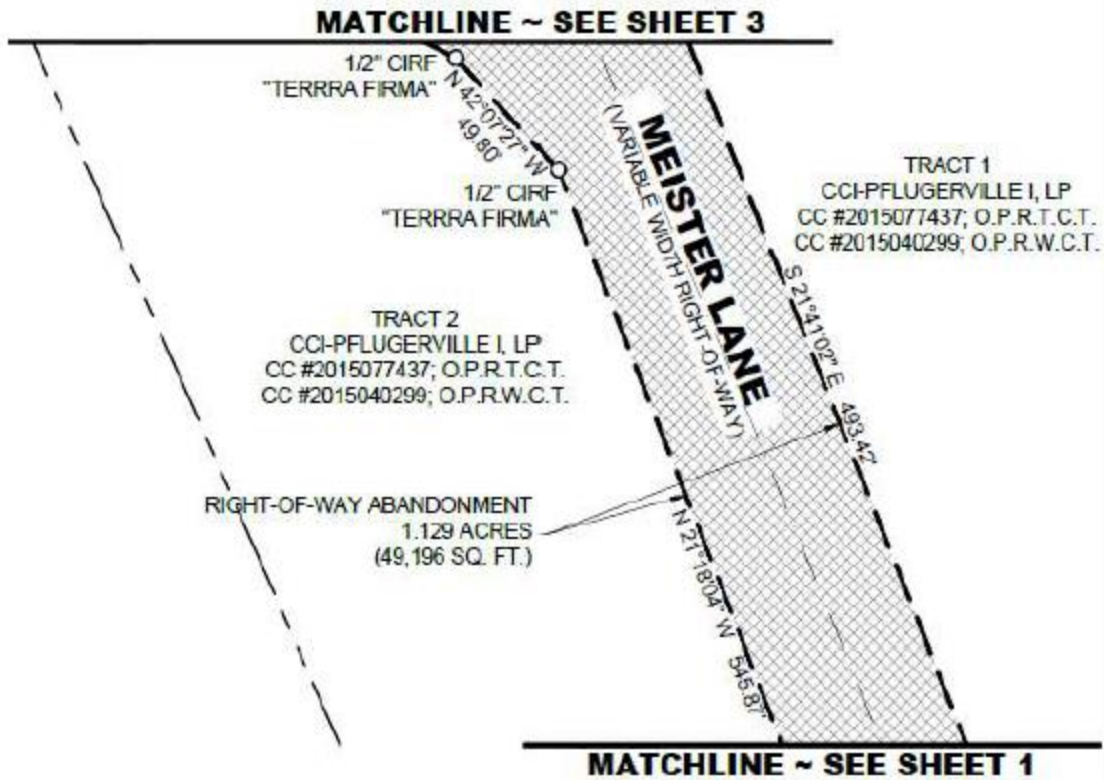 MATCHLINE ~ SEE SHEET 3
1/2" CIRF
"TERRRA FIRMA"
N 42°07'27" W
49.80'
1/2" CIRF
"TERRRA FIRMA"
MEISTER LANE
(VARIABLE WIDTH RIGHT-OF-WAY)
TRACT 1
CCI-PFLUGERVILLE I, LP
CC #2015077437; O.P.R.T.C.T.
CC #2015040299; O.P.R.W.C.T.
S 21°41'02" E 493.42'
TRACT 2
CCI-PFLUGERVILLE I, LP
CC #2015077437; O.P.R.T.C.T.
CC #2015040299; O.P.R.W.C.T.
RIGHT-OF-WAY ABANDONMENT
1.129 ACRES
(49,196 SQ. FT.)
N 21°18'04" W 545.87'
MATCHLINE ~ SEE SHEET 1